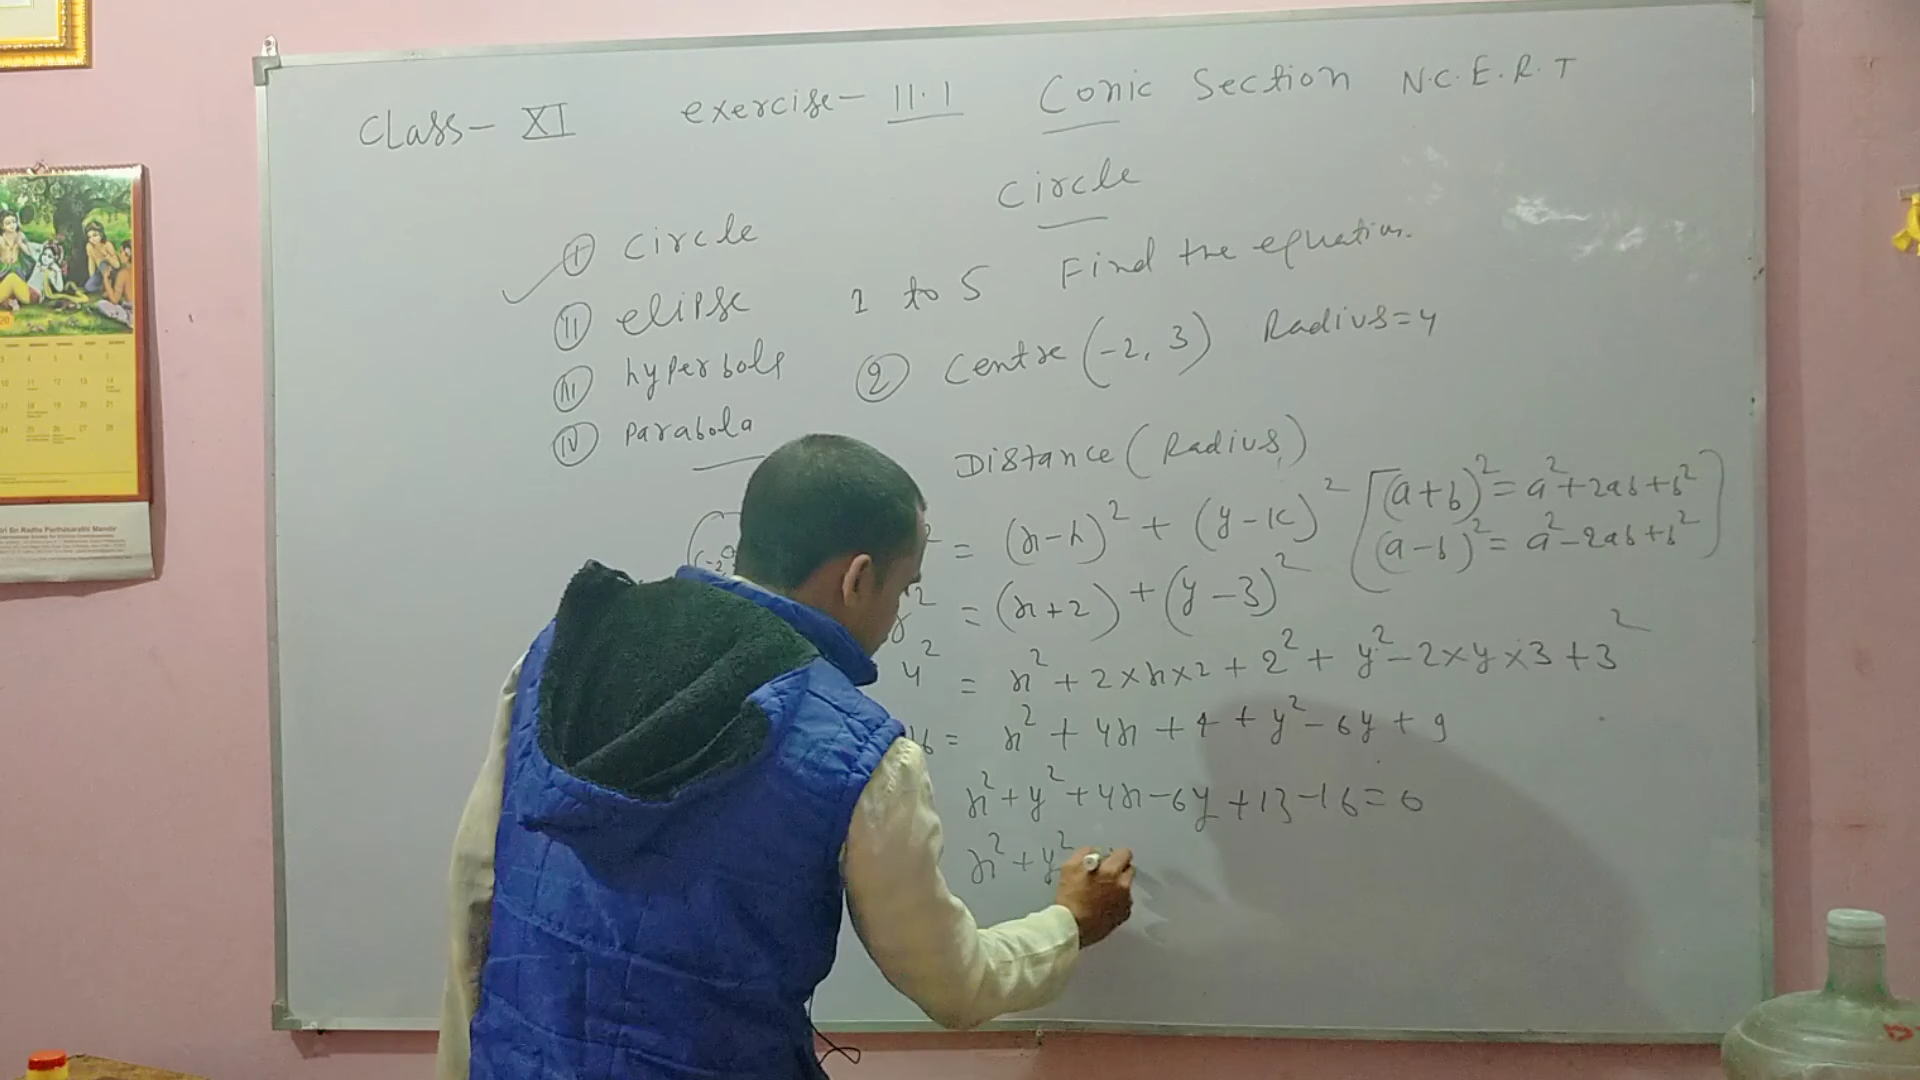 Class- XI exercise- 11.1 Conic Section N.C.E.R.T
Circle
(I) circle
(II) elipse
(III) hyperbola
(IV) Parabola
1 to 5 Find the equation.
(2) Centre (-2, 3) Radius=4
Distance (Radius)
² = (x-h)² + (y-k)² [(a+b)² = a²+2ab+b²
(a-b)² = a²-2ab+b²]
r² = (x+2) + (y-3)²
4² = x² + 2×x×2 + 2² + y² - 2×y×3 + 3²
16 = x² + 4x + 4 + y² - 6y + 9
x² + y² + 4x - 6y + 13 - 16 = 0
x² + y²